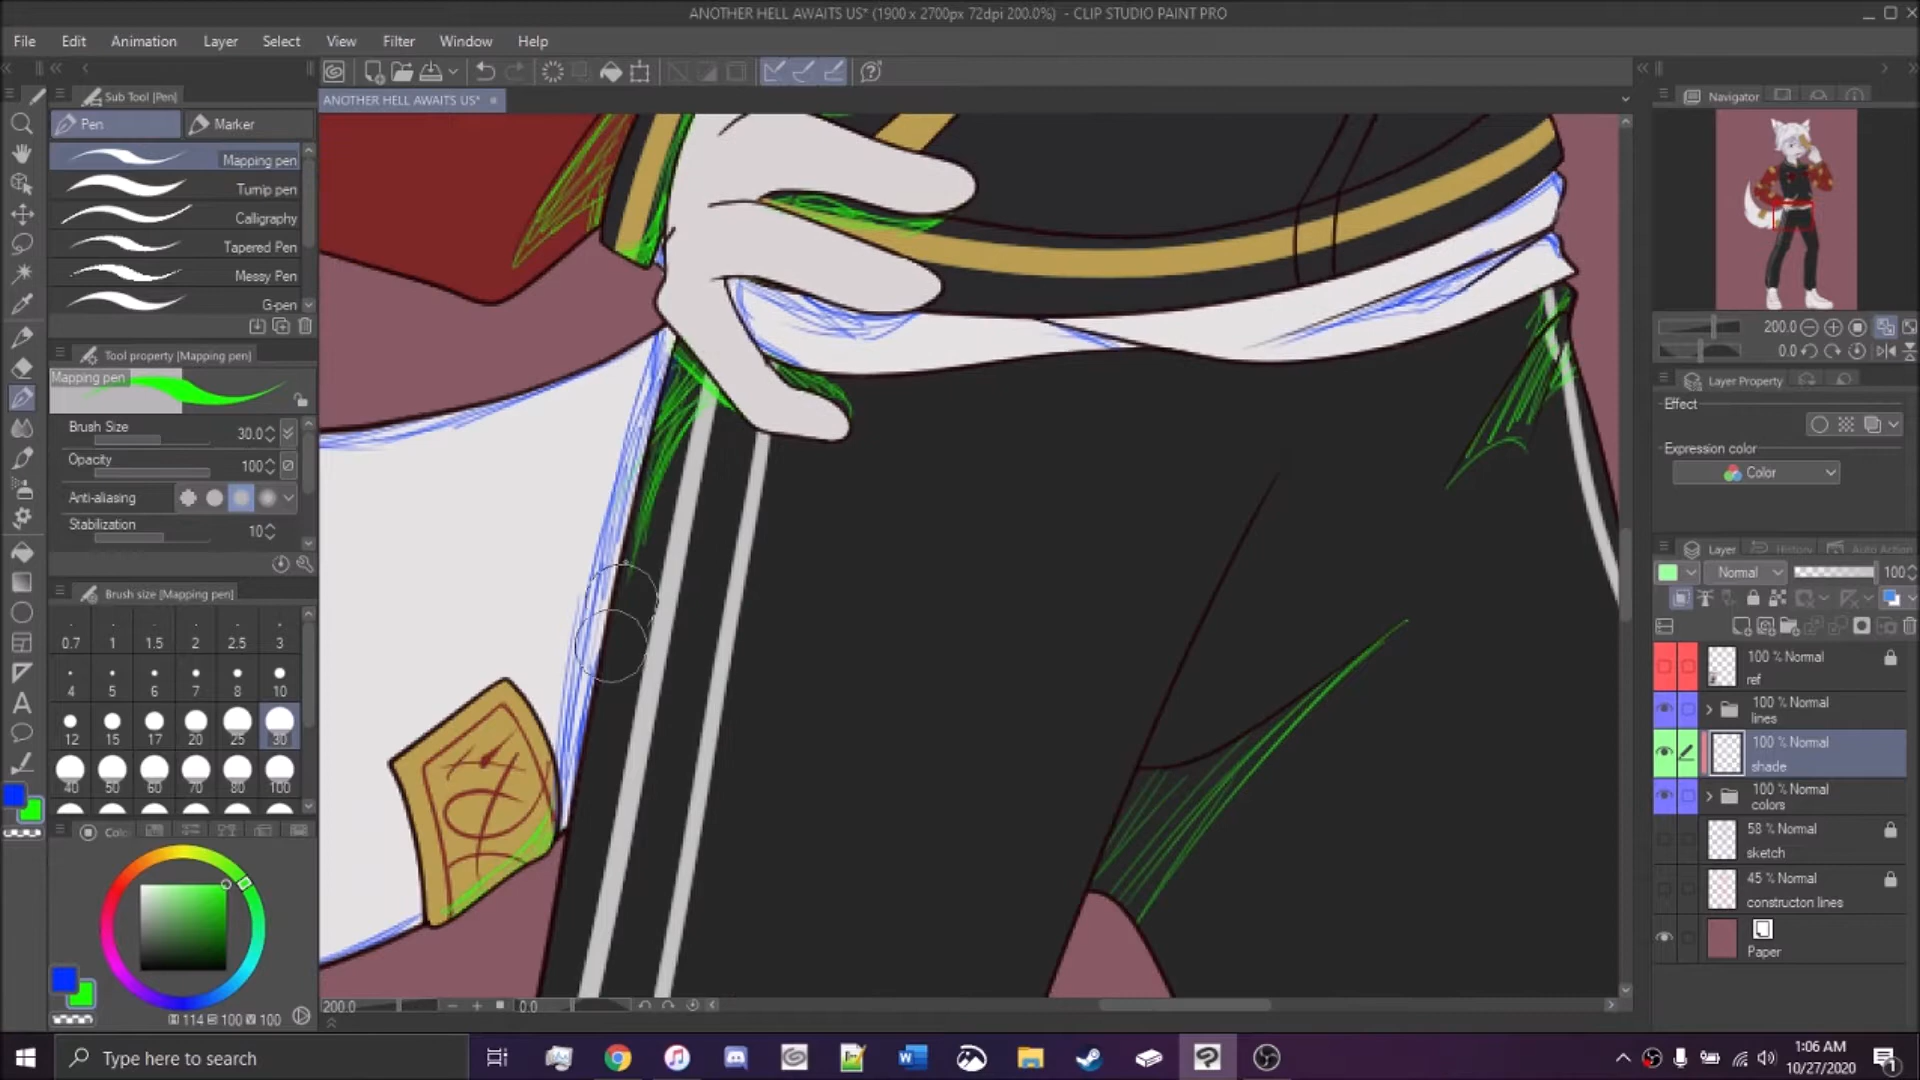 ANOTHER HELL AWAITS US* (1900 x 2700px 72dpi 200.0%) - CLIP STUDIO PAINT PRO
File Edit Animation Layer Select View Filter Window Help
ANOTHER HELL AWAITS US*
Sub Tool [Pen]
Pen Marker
Mapping pen
Turnip pen
Calligraphy
Tapered Pen
Messy Pen
G-pen
Tool property [Mapping pen]
Mapping pen
Brush Size 30.0
Opacity 100
Anti-aliasing
Stabilization 10
Brush size [Mapping pen]
0.7 1 1.5 2 2.5 3
4 5 6 7 8 10
12 15 17 20 25 30
40 50 60 70 80 100
Colo
114 100 100
200.0 0.0
Navigator
200.0
0.0
Layer Property
Effect
Expression color
Color
Layer History Auto Action
Normal 100
100 % Normal
ref
100 % Normal
lines
100 % Normal
shade
100 % Normal
colors
58 % Normal
sketch
45 % Normal
constructon lines
Paper
Type here to search
1:06 AM
10/27/2020
1